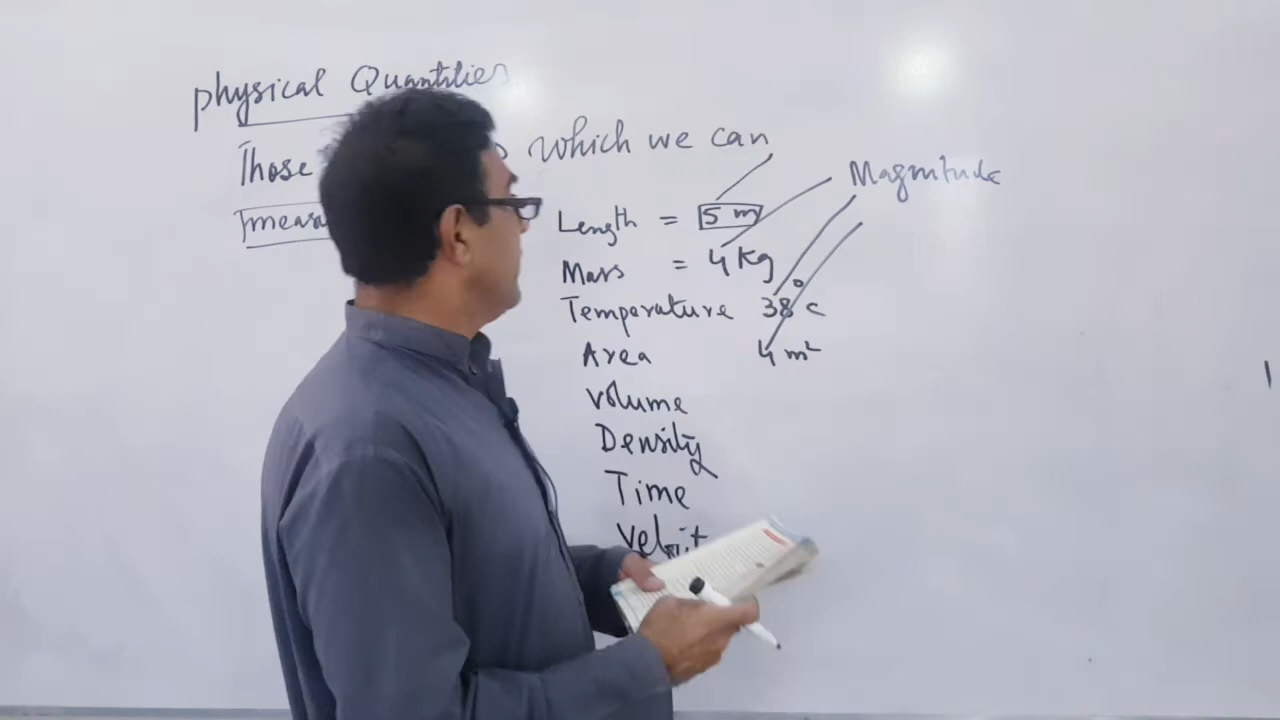 physical Quantities
Those which we can
Magnitude
Length = 5 m
Mass = 4 Kg
Temperature 38°c
Area 4 m²
Volume
Density
Time